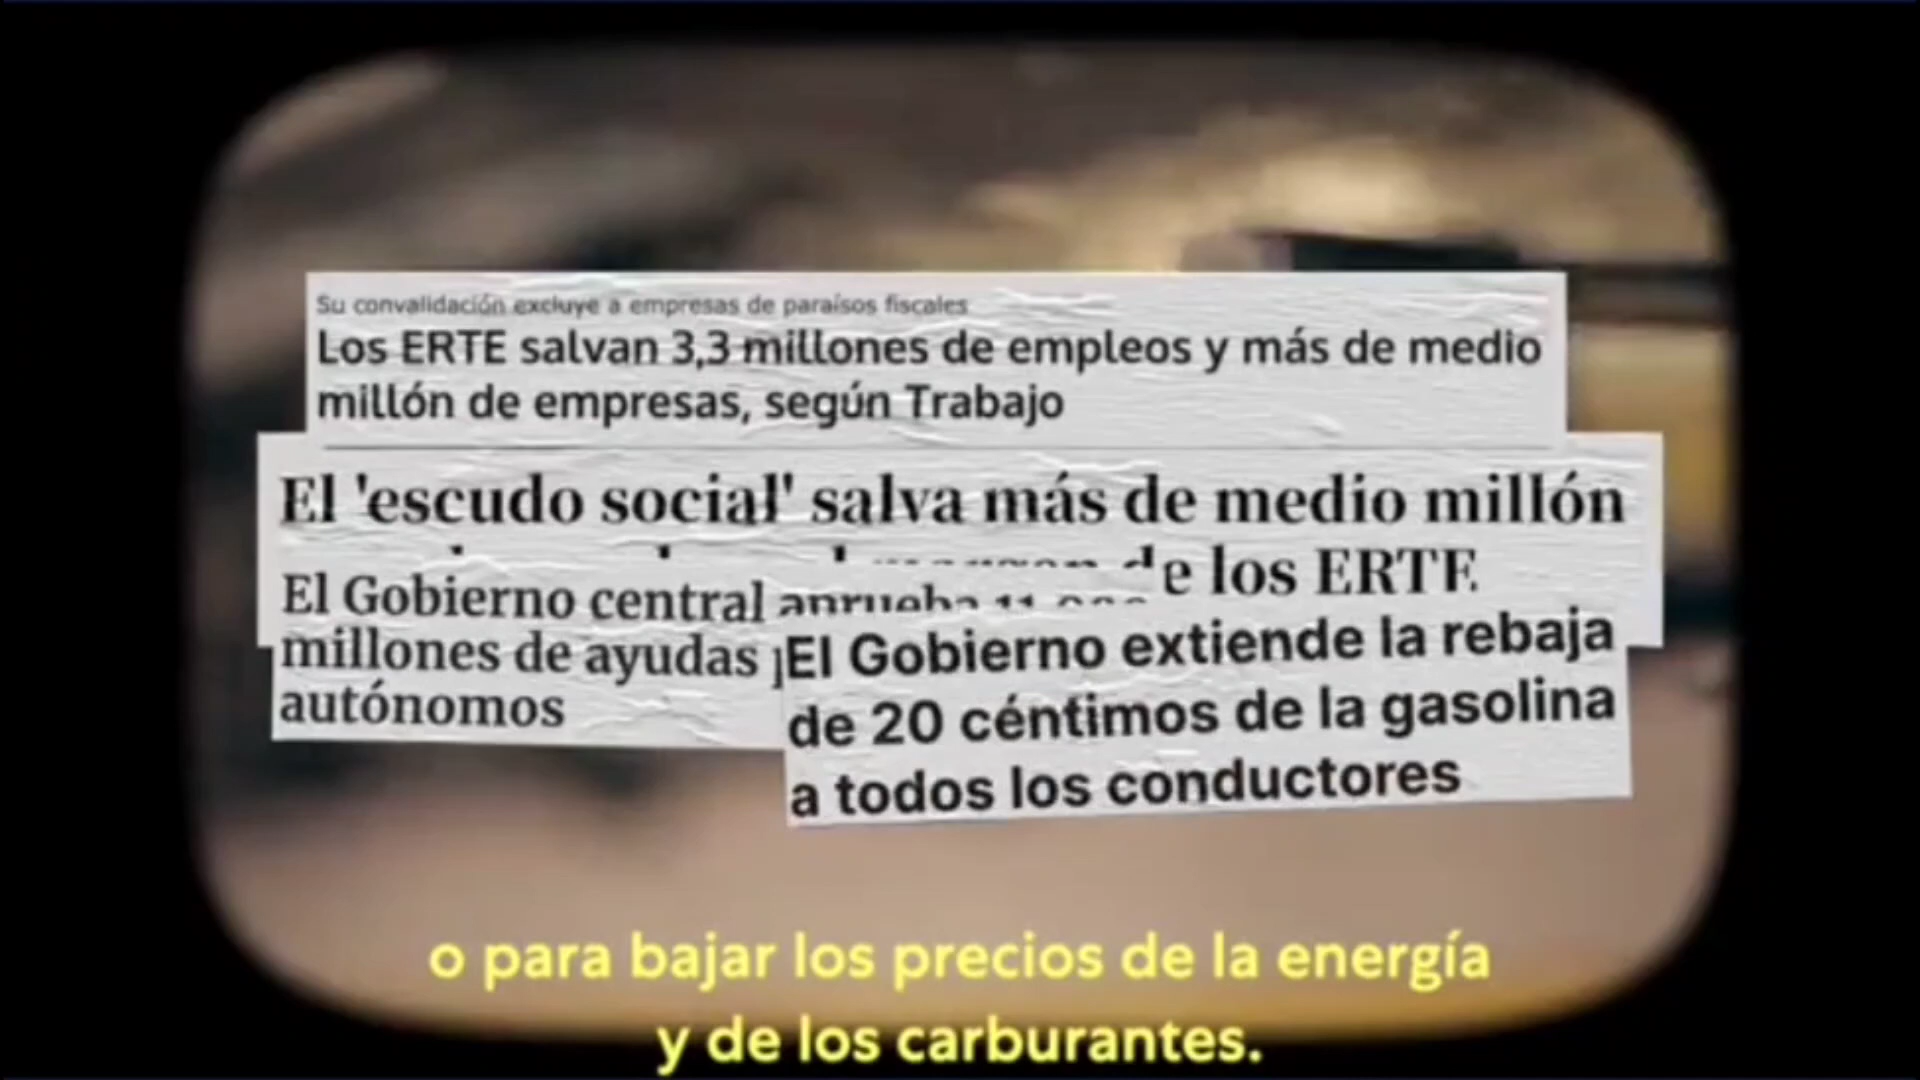 Su convalidación excluye a empresas de paraísos fiscales
Los ERTE salvan 3,3 millones de empleos y más de medio
millón de empresas, según Trabajo
El 'escudo social' salva más de medio millón
de los ERTE
El Gobierno central aprueba
millones de ayudas
autónomos
El Gobierno extiende la rebaja
de 20 céntimos de la gasolina
a todos los conductores
o para bajar los precios de la energía
y de los carburantes.